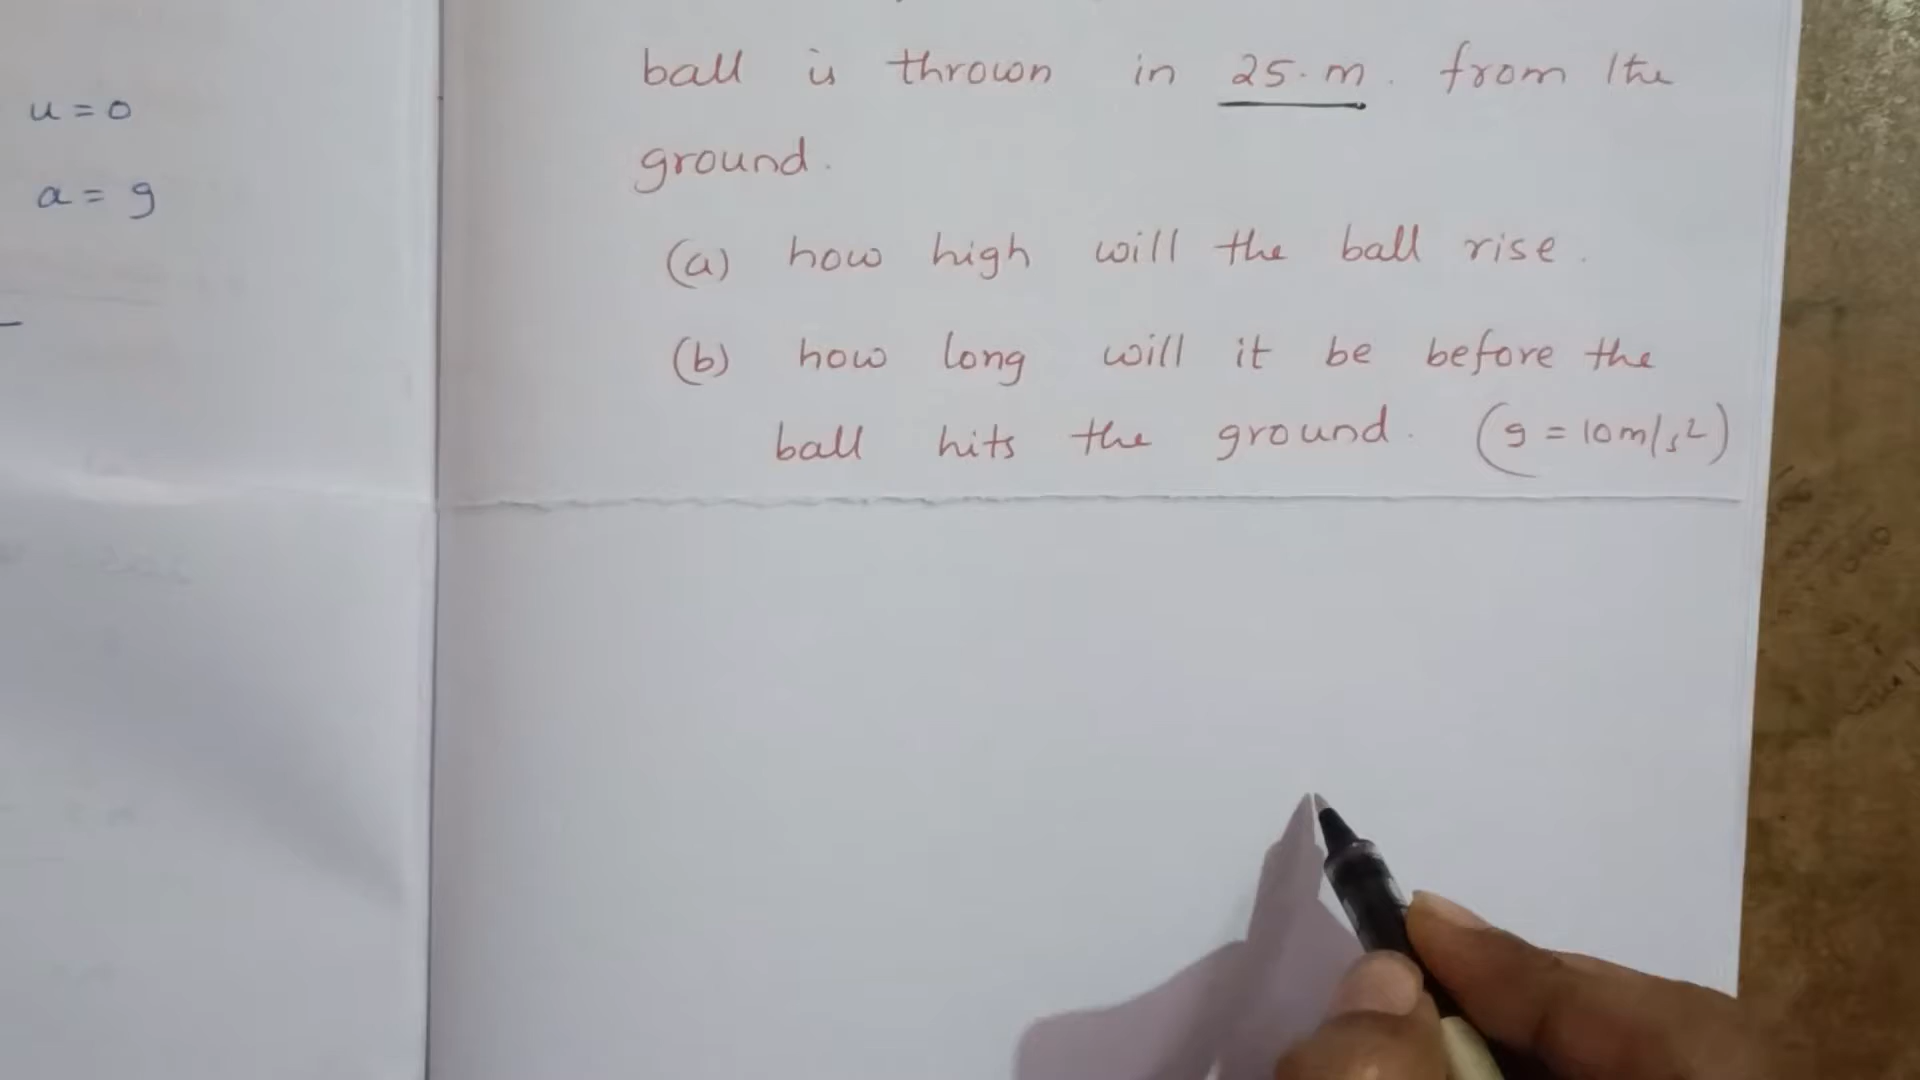 u = 0
a = g
ball is thrown in 25.m. from the
ground.
(a) how high will the ball rise.
(b) how long will it be before the
ball hits the ground. (g = 10m/s2)